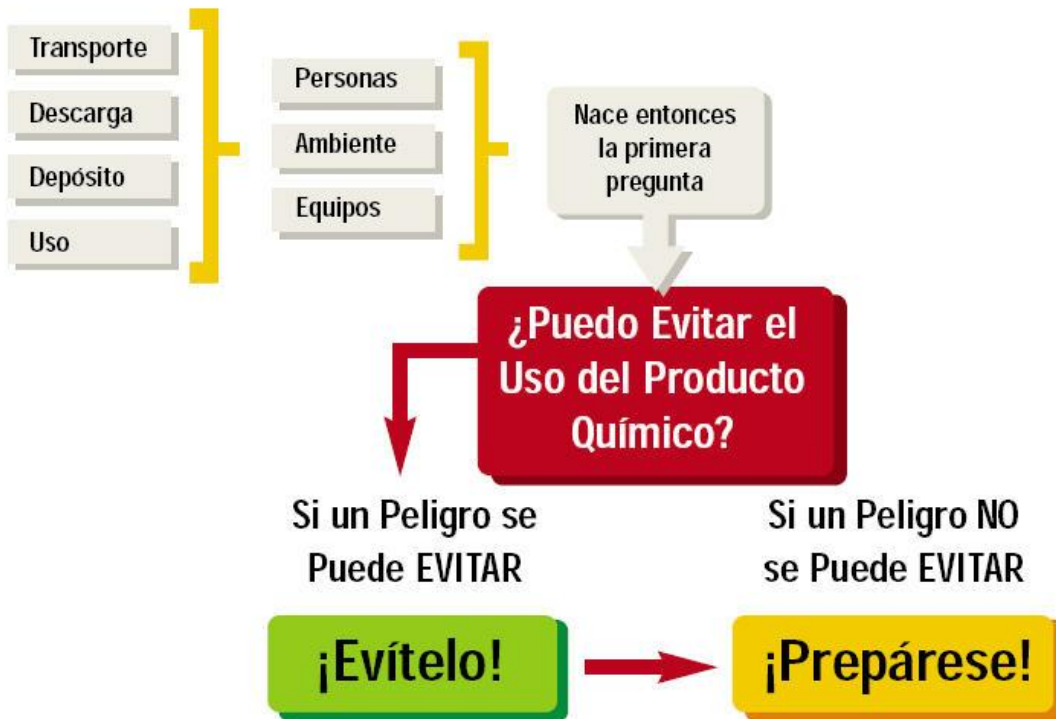 Transporte
Descarga
Depósito
Uso
Personas
Ambiente
Equipos
Nace entonces
la primera
pregunta
¿Puedo Evitar el
Uso del Producto
Químico?
Si un Peligro se
Puede EVITAR
¡Evítelo!
Si un Peligro NO
se Puede EVITAR
¡Prepárese!